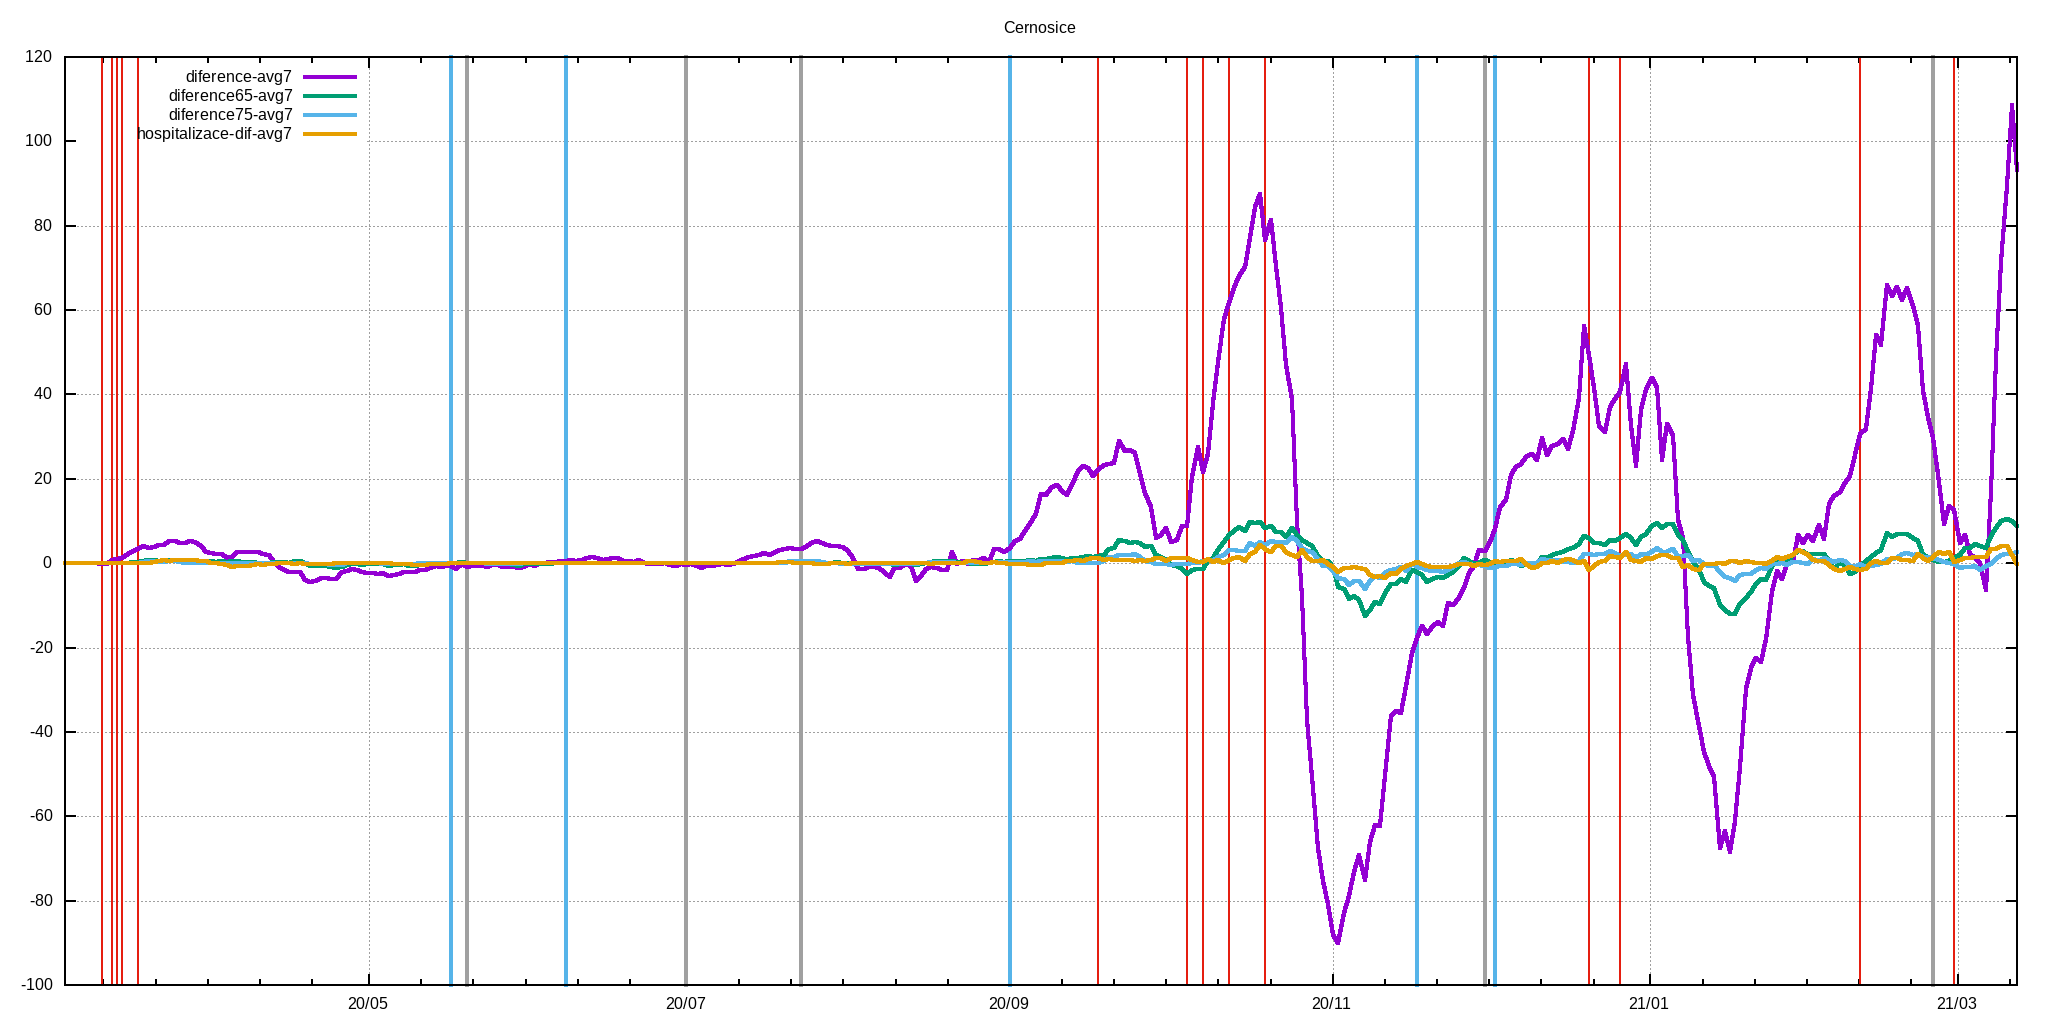 Cernosice
120
100
80
60
40
20
0
-20
-40
-60
-80
-100
diference-avg7
diference65-avg7
diference75-avg7
hospitalizace-dif-avg7
20/05 20/07 20/09 20/11 21/01 21/03